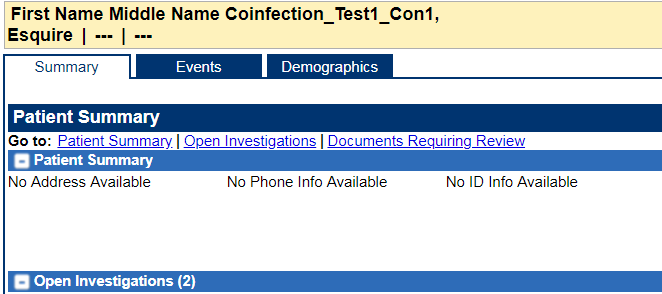 First Name Middle Name Coinfection_Test1_Con1,
Esquire | --- | ---
Summary Events Demographics
Patient Summary
Go to: Patient Summary | Open Investigations | Documents Requiring Review
Patient Summary
No Address Available No Phone Info Available No ID Info Available
Open Investigations (2)